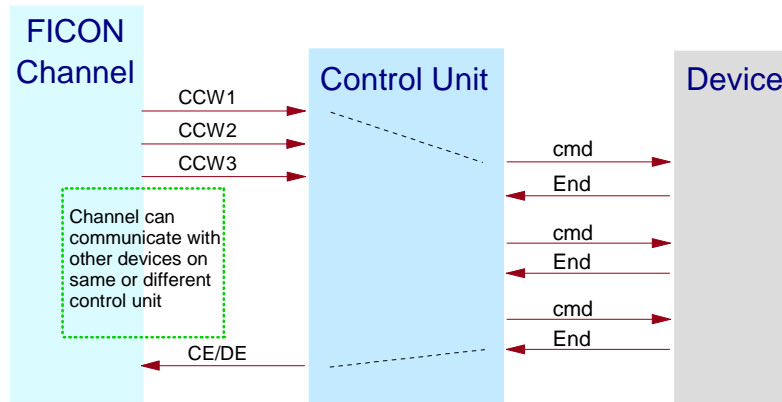 FICON
Channel
Control Unit
Device
CCW1
CCW2
CCW3
Channel can
communicate with
other devices on
same or different
control unit
CE/DE
cmd
End
cmd
End
cmd
End